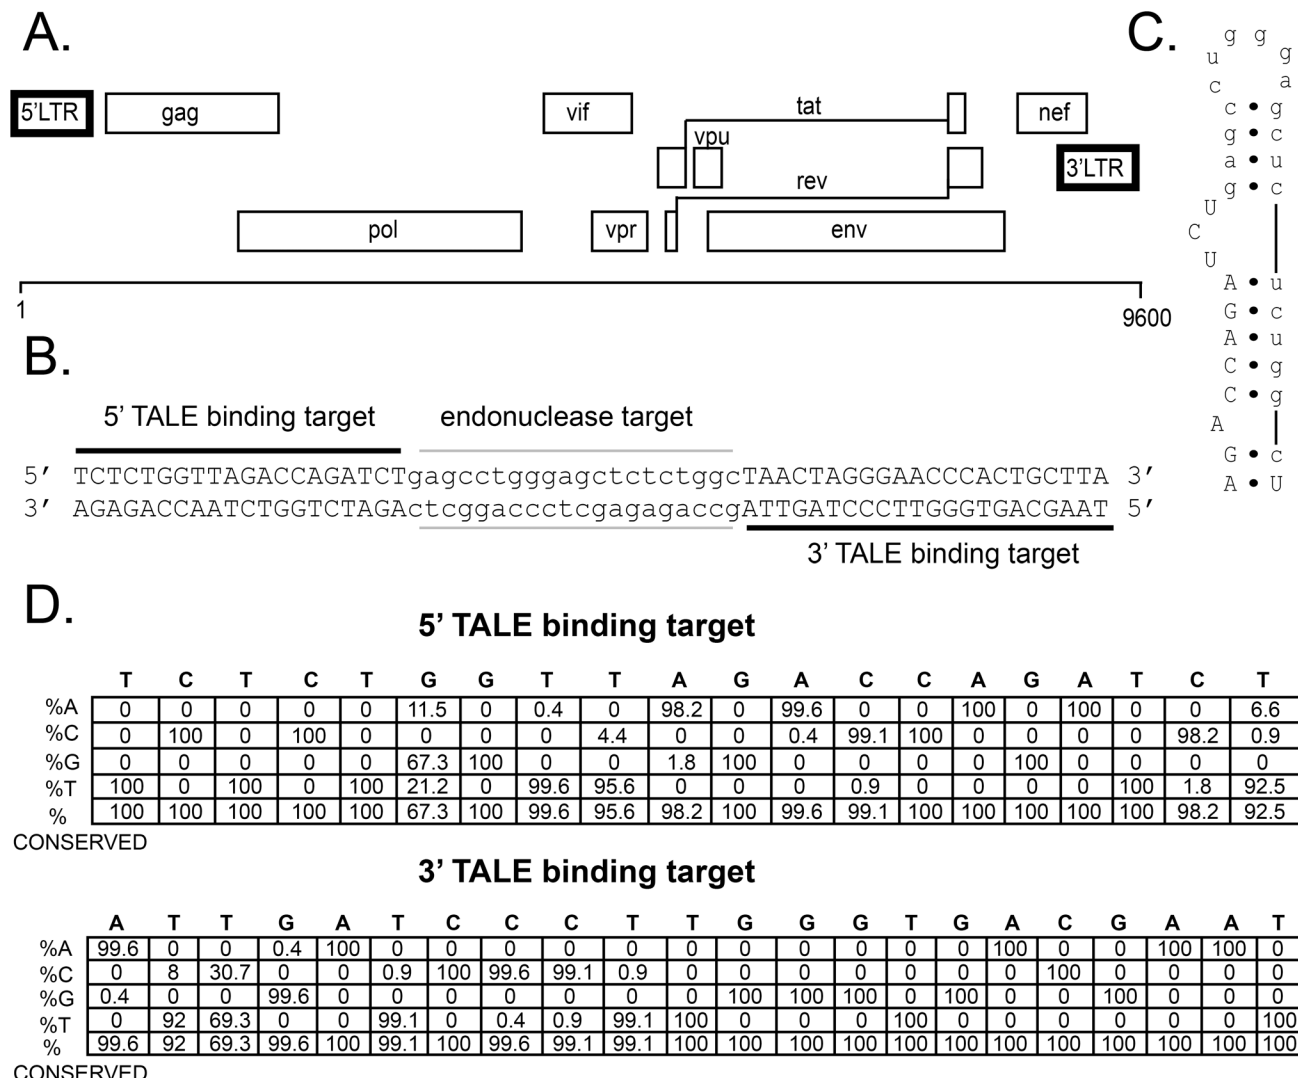 A.
5'LTR gag vif tat nef
vpu
3'LTR
rev
pol vpr env
1 9600
B.
5' TALE binding target endonuclease target
5' TCTCTGGTTAGACCAGATCTgagcctgggagctctctggcTAACTAGGGAACCCACTGCTTA 3'
3' AGAGACCAATCTGGTCTAGActcggaccctcgagagaccgATTGATCCCTTGGGTGACGAAT 5'
3' TALE binding target
C.
g g
u g
c a
c • g
g • c
a • u
g • c
U
C
U
A • u
G • c
A • u
C • g
C • g
A
G • c
A • U
D.
5' TALE binding target
T C T C T G G T T A G A C C A G A T C T
%A 0 0 0 0 0 11.5 0 0.4 0 98.2 0 99.6 0 0 100 0 100 0 0 6.6
%C 0 100 0 100 0 0 0 0 4.4 0 0 0.4 99.1 100 0 0 0 0 98.2 0.9
%G 0 0 0 0 0 67.3 100 0 0 1.8 100 0 0 0 0 100 0 0 0 0
%T 100 0 100 0 100 21.2 0 99.6 95.6 0 0 0 0.9 0 0 0 0 100 1.8 92.5
% 100 100 100 100 100 67.3 100 99.6 95.6 98.2 100 99.6 99.1 100 100 100 100 100 98.2 92.5
CONSERVED
3' TALE binding target
A T T G A T C C C T T G G G T G A C G A A T
%A 99.6 0 0 0.4 100 0 0 0 0 0 0 0 0 0 0 0 100 0 0 100 100 0
%C 0 8 30.7 0 0 0.9 100 99.6 99.1 0.9 0 0 0 0 0 0 0 100 0 0 0 0
%G 0.4 0 0 99.6 0 0 0 0 0 0 0 100 100 100 0 100 0 0 100 0 0 0
%T 0 92 69.3 0 0 99.1 0 0.4 0.9 99.1 100 0 0 0 100 0 0 0 0 0 0 100
% 99.6 92 69.3 99.6 100 99.1 100 99.6 99.1 99.1 100 100 100 100 100 100 100 100 100 100 100 100
CONSERVED